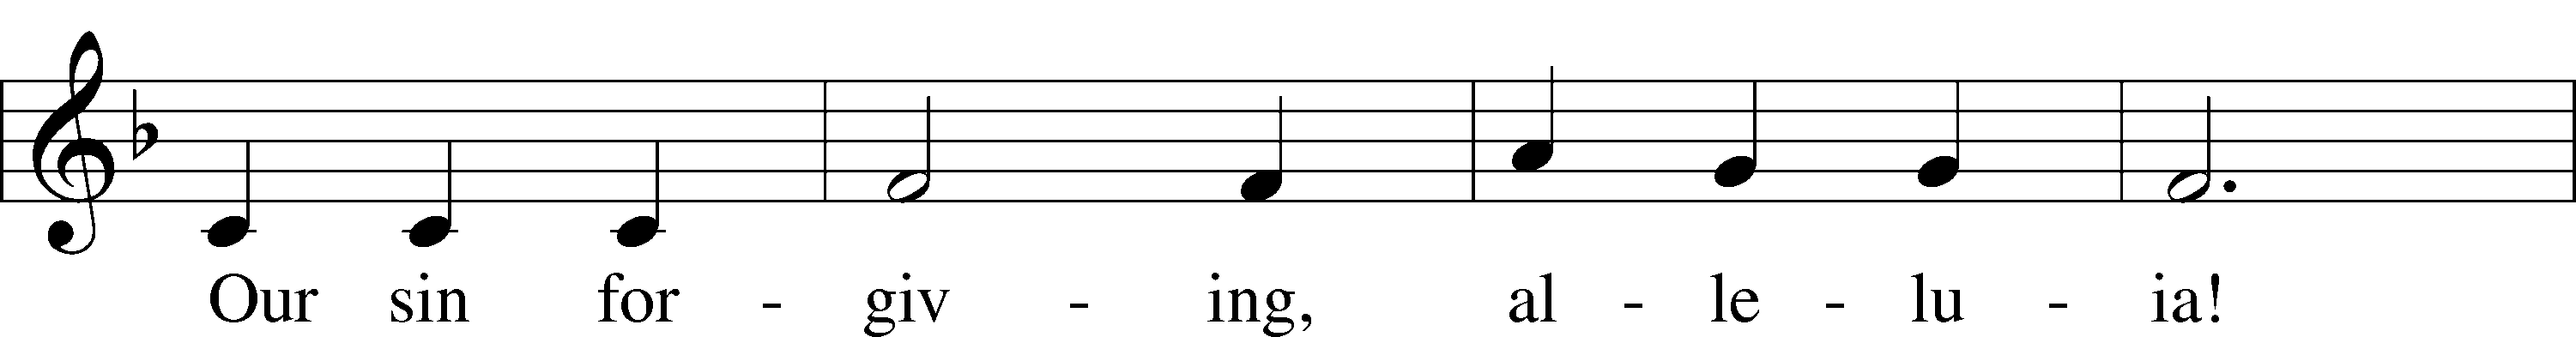 Our sin for - giv - ing, al - le - lu - ia!